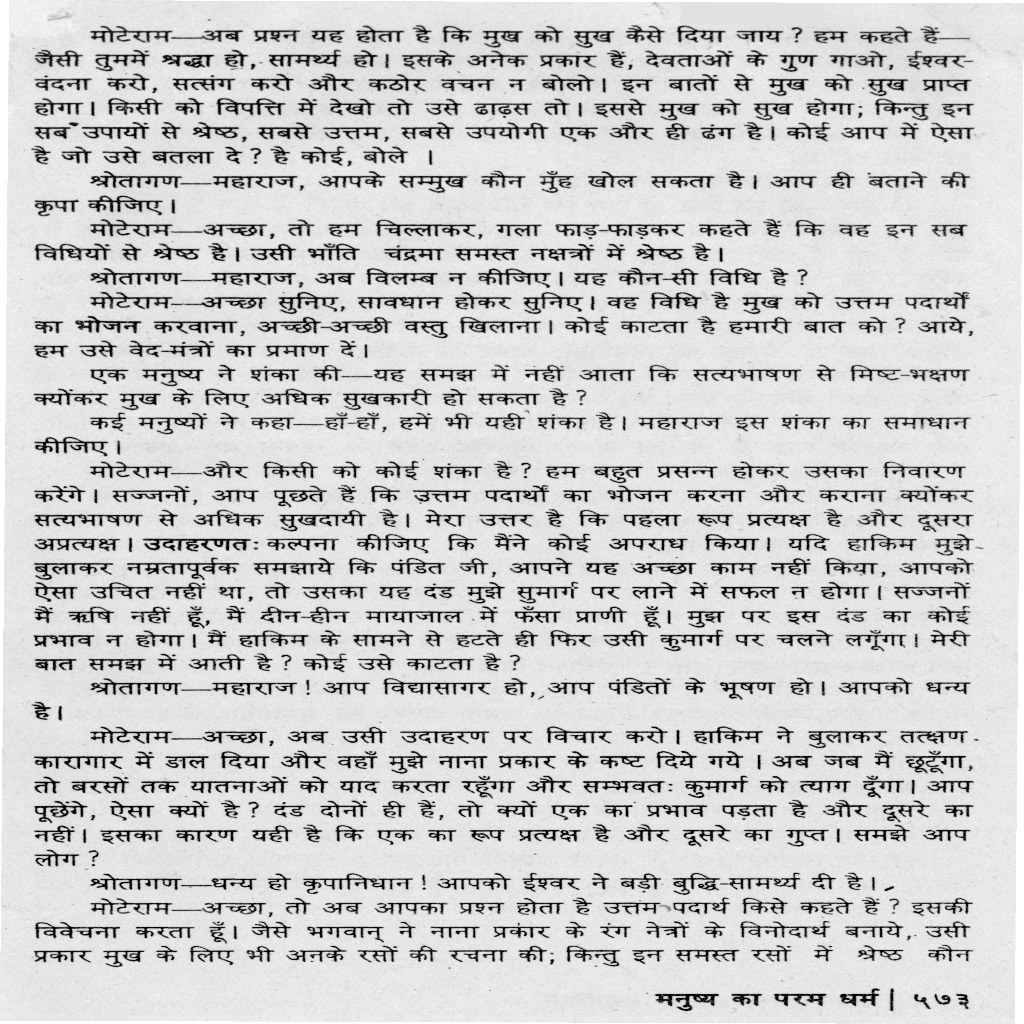 मोटेराम—अब प्रश्न यह होता है कि मुख को सुख कैसे दिया जाय ? हम कहते हैं—
जैसी तुममें श्रद्धा हो, सामर्थ्य हो। इसके अनेक प्रकार हैं, देवताओं के गुण गाओ, ईश्वर-
वंदना करो, सत्संग करो और कठोर वचन न बोलो। इन बातों से मुख को सुख प्राप्त
होगा। किसी को विपत्ति में देखो तो उसे ढाढ़स तो। इससे मुख को सुख होगा; किन्तु इन
सब उपायों से श्रेष्ठ, सबसे उत्तम, सबसे उपयोगी एक और ही ढंग है। कोई आप में ऐसा
है जो उसे बतला दे ? है कोई, बोले ।
श्रोतागण—महाराज, आपके सम्मुख कौन मुँह खोल सकता है। आप ही बताने की
कृपा कीजिए।
मोटेराम—अच्छा, तो हम चिल्लाकर, गला फाड़-फाड़कर कहते हैं कि वह इन सब
विधियों से श्रेष्ठ है। उसी भाँति चंद्रमा समस्त नक्षत्रों में श्रेष्ठ है।
श्रोतागण—महाराज, अब विलम्ब न कीजिए। यह कौन-सी विधि है ?
मोटेराम—अच्छा सुनिए, सावधान होकर सुनिए। वह विधि है मुख को उत्तम पदार्थों
का भोजन करवाना, अच्छी-अच्छी वस्तु खिलाना। कोई काटता है हमारी बात को ? आये,
हम उसे वेद-मंत्रों का प्रमाण दें।
एक मनुष्य ने शंका की—यह समझ में नहीं आता कि सत्यभाषण से मिष्ट-भक्षण
क्योंकर मुख के लिए अधिक सुखकारी हो सकता है ?
कई मनुष्यों ने कहा—हाँ-हाँ, हमें भी यही शंका है। महाराज इस शंका का समाधान
कीजिए।
मोटेराम—और किसी को कोई शंका है ? हम बहुत प्रसन्न होकर उसका निवारण
करेंगे। सज्जनों, आप पूछते हैं कि उत्तम पदार्थों का भोजन करना और कराना क्योंकर
सत्यभाषण से अधिक सुखदायी है। मेरा उत्तर है कि पहला रूप प्रत्यक्ष है और दूसरा
अप्रत्यक्ष। उदाहरणतः कल्पना कीजिए कि मैंने कोई अपराध किया। यदि हाकिम मुझे
बुलाकर नम्रतापूर्वक समझाये कि पंडित जी, आपने यह अच्छा काम नहीं किया, आपको
ऐसा उचित नहीं था, तो उसका यह दंड मुझे सुमार्ग पर लाने में सफल न होगा। सज्जनों
मैं ऋषि नहीं हूँ, मैं दीन-हीन मायाजाल में फँसा प्राणी हूँ। मुझ पर इस दंड का कोई
प्रभाव न होगा। मैं हाकिम के सामने से हटते ही फिर उसी कुमार्ग पर चलने लगूँगा। मेरी
बात समझ में आती है ? कोई उसे काटता है ?
श्रोतागण—महाराज ! आप विद्यासागर हो, आप पंडितों के भूषण हो। आपको धन्य
है।
मोटेराम—अच्छा, अब उसी उदाहरण पर विचार करो। हाकिम ने बुलाकर तत्क्षण
कारागार में डाल दिया और वहाँ मुझे नाना प्रकार के कष्ट दिये गये । अब जब मैं छूटूँगा,
तो बरसों तक यातनाओं को याद करता रहूँगा और सम्भवतः कुमार्ग को त्याग दूँगा। आप
पूछेंगे, ऐसा क्यों है ? दंड दोनों ही हैं, तो क्यों एक का प्रभाव पड़ता है और दूसरे का
नहीं। इसका कारण यही है कि एक का रूप प्रत्यक्ष है और दूसरे का गुप्त। समझे आप
लोग ?
श्रोतागण—धन्य हो कृपानिधान ! आपको ईश्वर ने बड़ी बुद्धि-सामर्थ्य दी है।
मोटेराम—अच्छा, तो अब आपका प्रश्न होता है उत्तम पदार्थ किसे कहते हैं ? इसकी
विवेचना करता हूँ। जैसे भगवान् ने नाना प्रकार के रंग नेत्रों के विनोदार्थ बनाये, उसी
प्रकार मुख के लिए भी अनके रसों की रचना की; किन्तु इन समस्त रसों में श्रेष्ठ कौन
मनुष्य का परम धर्म | ५७३